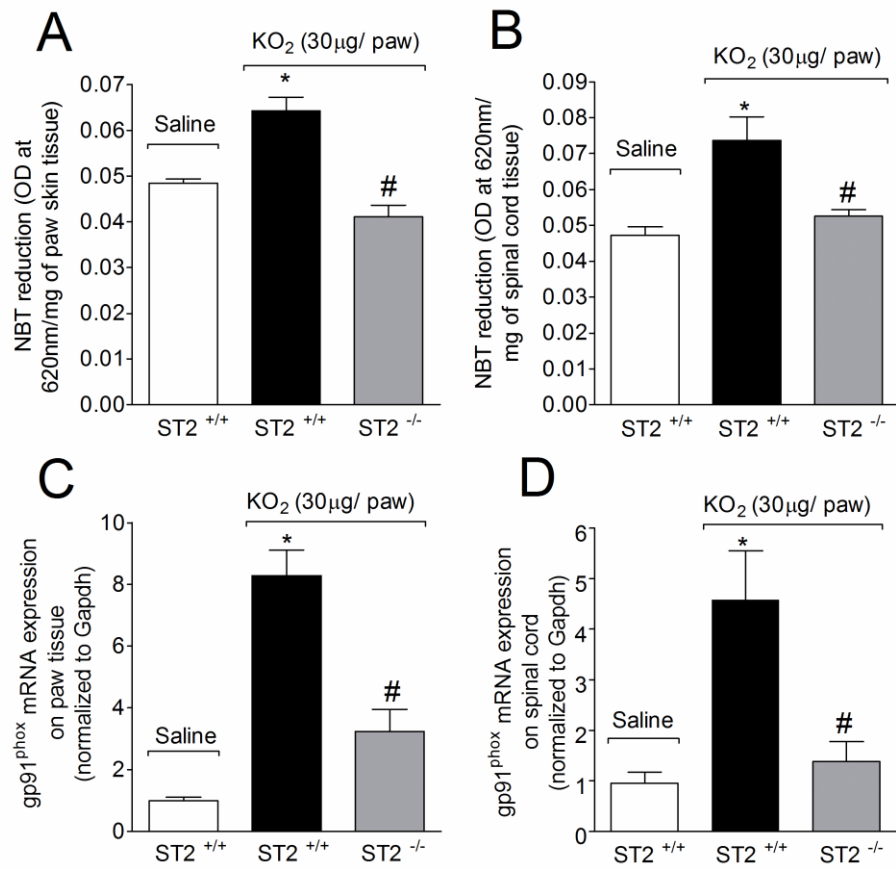 A
KO₂ (30μg/ paw)
NBT reduction (OD at
620nm/mg of paw skin tissue)
0.07
0.06
0.05
0.04
0.03
0.02
0.01
0.00
Saline
*
#
ST2 +/+
ST2 +/+
ST2 -/-
B
KO₂ (30μg/ paw)
NBT reduction (OD at 620nm/
mg of spinal cord tissue)
0.09
0.08
0.07
0.06
0.05
0.04
0.03
0.02
0.01
0.00
Saline
*
#
ST2 +/+
ST2 +/+
ST2 -/-
C
KO₂ (30μg/ paw)
gp91phox mRNA expression
on paw tissue
(normalized to Gapdh)
10
8
6
4
2
0
Saline
*
#
ST2 +/+
ST2 +/+
ST2 -/-
D
KO₂ (30μg/ paw)
gp91phox mRNA expression
on spinal cord
(normalized to Gapdh)
6
5
4
3
2
1
0
Saline
*
#
ST2 +/+
ST2 +/+
ST2 -/-